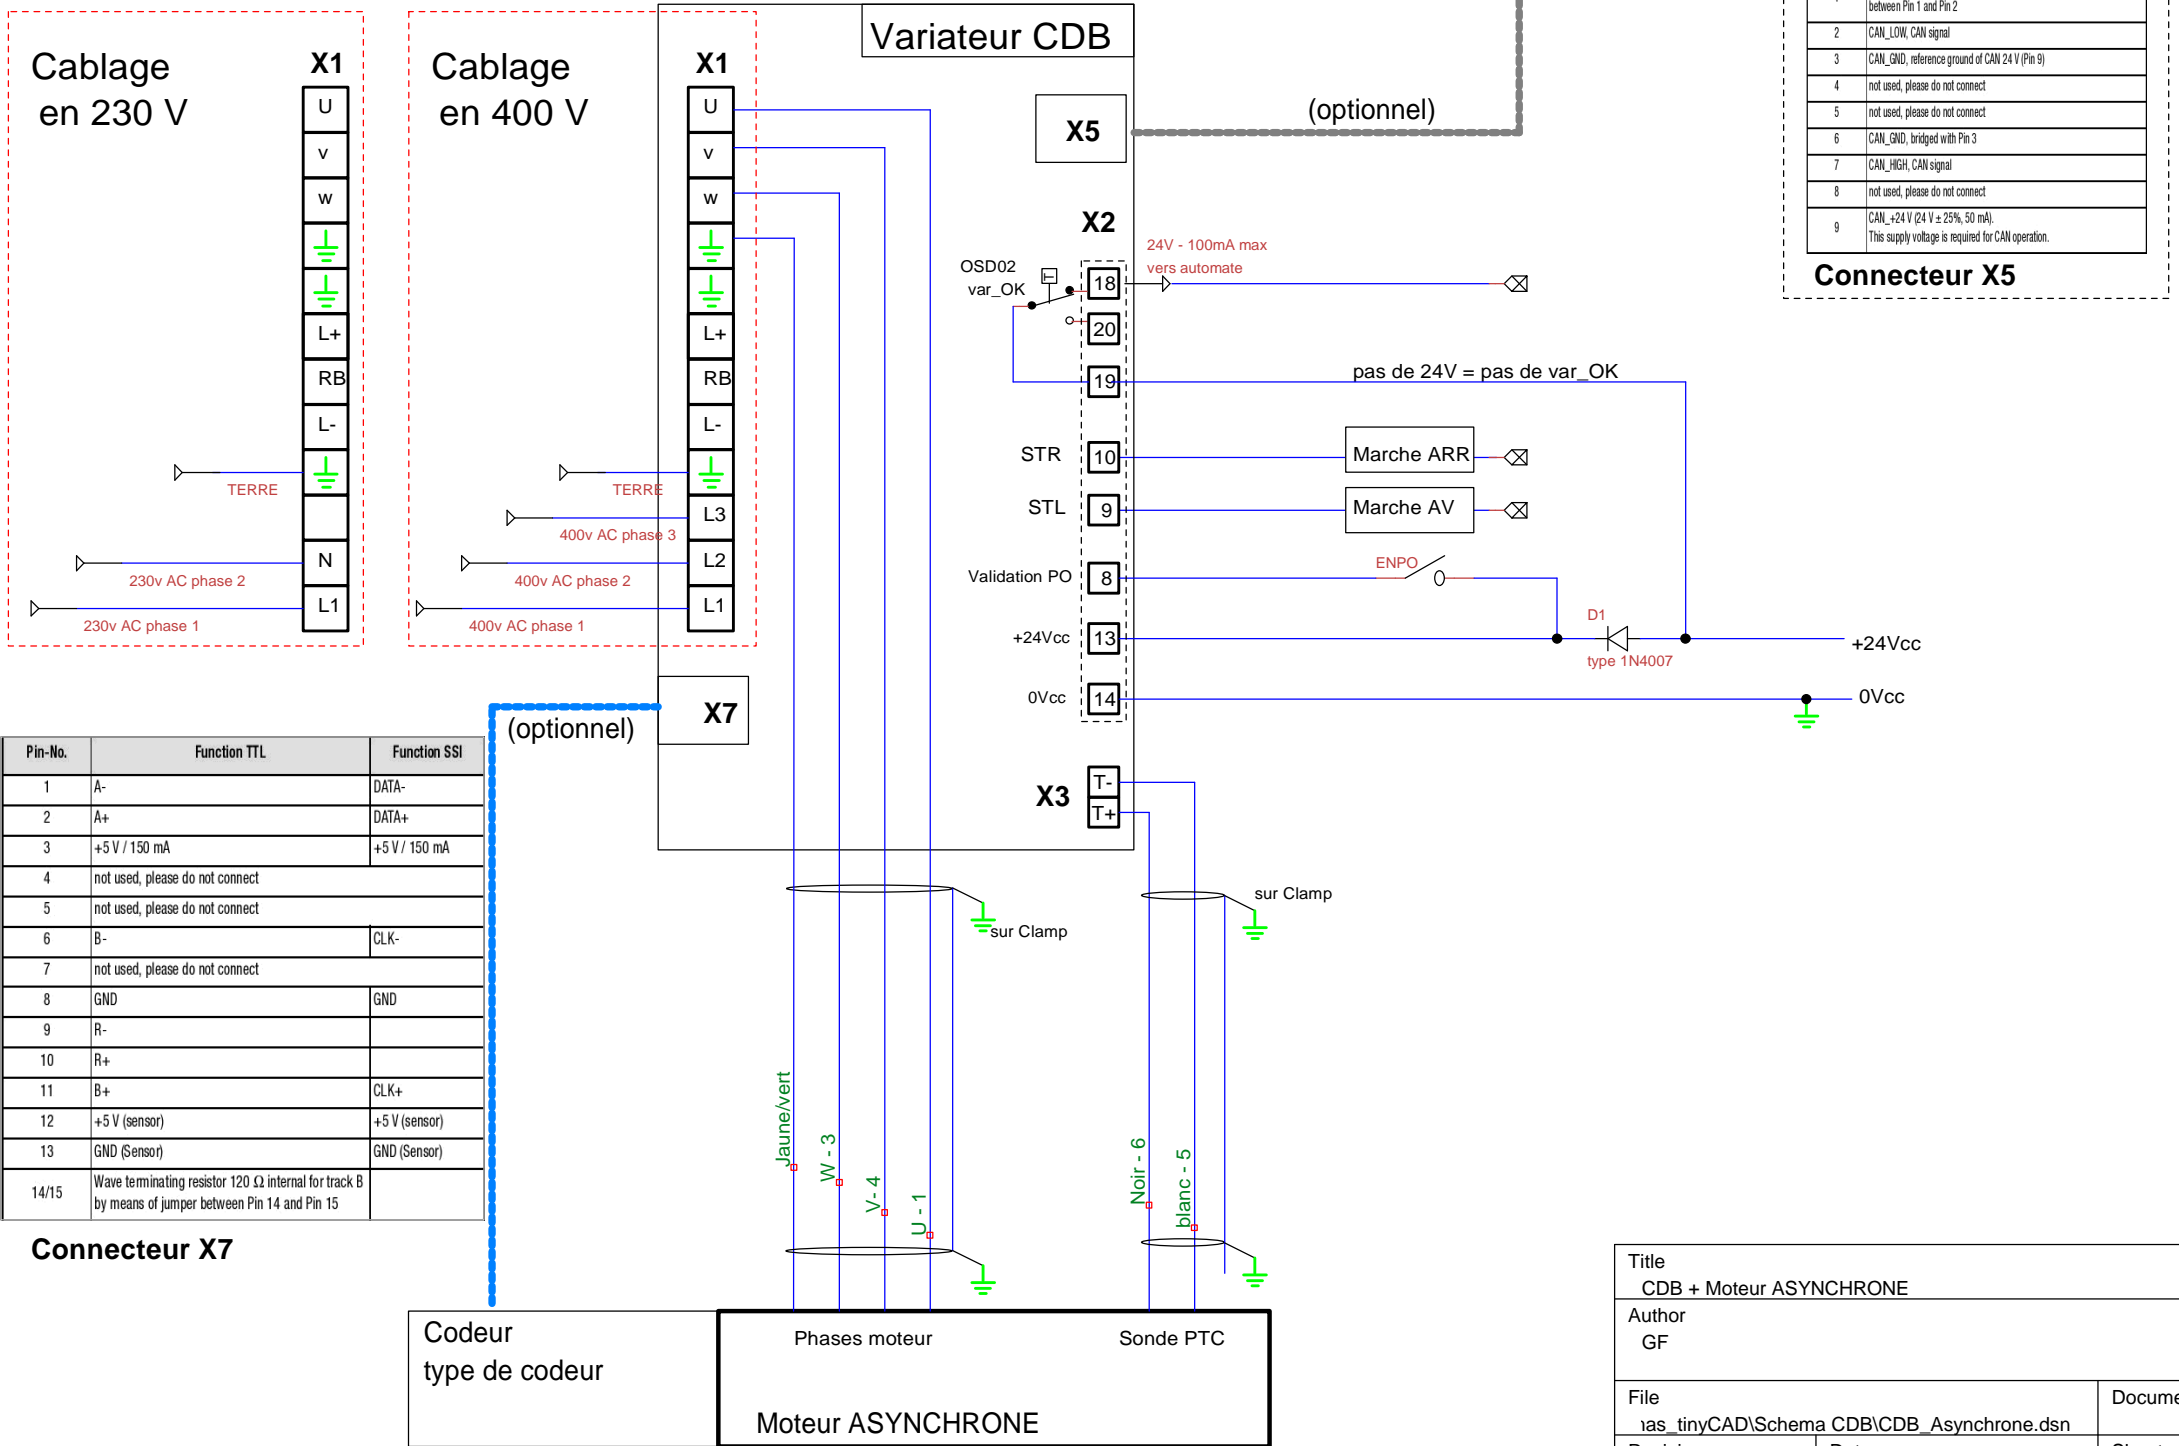 Cablage
en 230 V
X1
U
v
w
L+
RB
L-
TERRE
N
230v AC phase 2
L1
230v AC phase 1
Cablage
en 400 V
X1
U
v
w
L+
RB
L-
TERRE
L3
400v AC phase 3
L2
400v AC phase 2
L1
400v AC phase 1
Variateur CDB
X5
(optionnel)
X2
OSD02
var_OK
18
20
19
24V - 100mA max
vers automate
pas de 24V = pas de var_OK
STR
10
Marche ARR
STL
9
Marche AV
Validation PO
8
ENPO
+24Vcc
13
D1
type 1N4007
+24Vcc
0Vcc
14
0Vcc
X7
(optionnel)
X3
T-
T+
between Pin 1 and Pin 2
2 CAN_LOW, CAN signal
3 CAN_GND, reference ground of CAN 24 V (Pin 9)
4 not used, please do not connect
5 not used, please do not connect
6 CAN_GND, bridged with Pin 3
7 CAN_HIGH, CAN signal
8 not used, please do not connect
9 CAN_+24 V (24 V ± 25%, 50 mA).
This supply voltage is required for CAN operation.
Connecteur X5
Pin-No. Function TTL Function SSI
1 A- DATA-
2 A+ DATA+
3 +5 V / 150 mA +5 V / 150 mA
4 not used, please do not connect
5 not used, please do not connect
6 B- CLK-
7 not used, please do not connect
8 GND GND
9 R-
10 R+
11 B+ CLK+
12 +5 V (sensor) +5 V (sensor)
13 GND (Sensor) GND (Sensor)
14/15 Wave terminating resistor 120 Ω internal for track B
by means of jumper between Pin 14 and Pin 15
Connecteur X7
sur Clamp
sur Clamp
Jaune/vert
W - 3
V- 4
U - 1
Noir - 6
blanc - 5
Codeur
type de codeur
Phases moteur
Sonde PTC
Moteur ASYNCHRONE
Title
CDB + Moteur ASYNCHRONE
Author
GF
File
as_tinyCAD\Schema CDB\CDB_Asynchrone.dsn
Docume